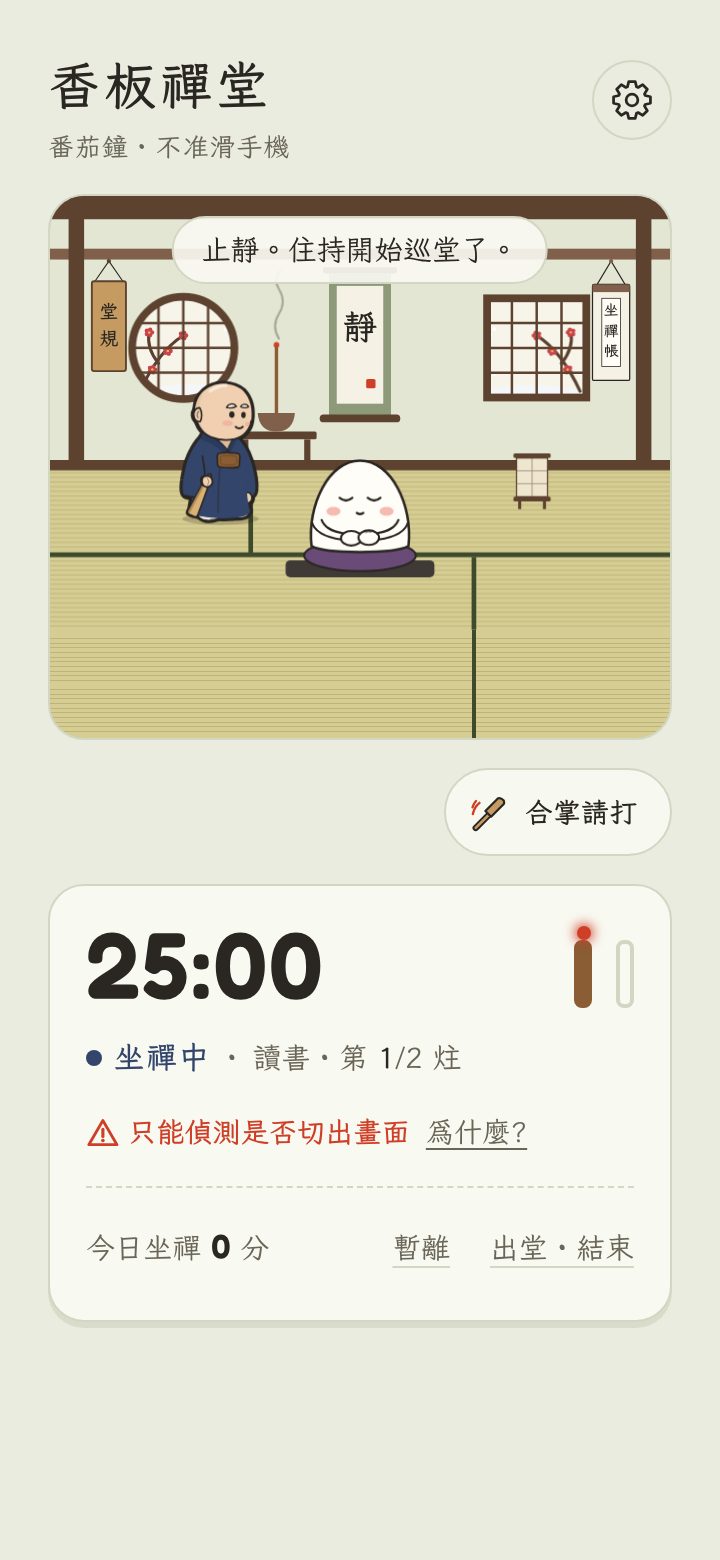 香板禪堂
番茄鐘・不准滑手機
止靜。住持開始巡堂了。
堂規
靜
坐禪帳
合掌請打
25:00
坐禪中・讀書・第 1/2 炷
只能偵測是否切出畫面 為什麼?
今日坐禪 0 分 暫離 出堂・結束